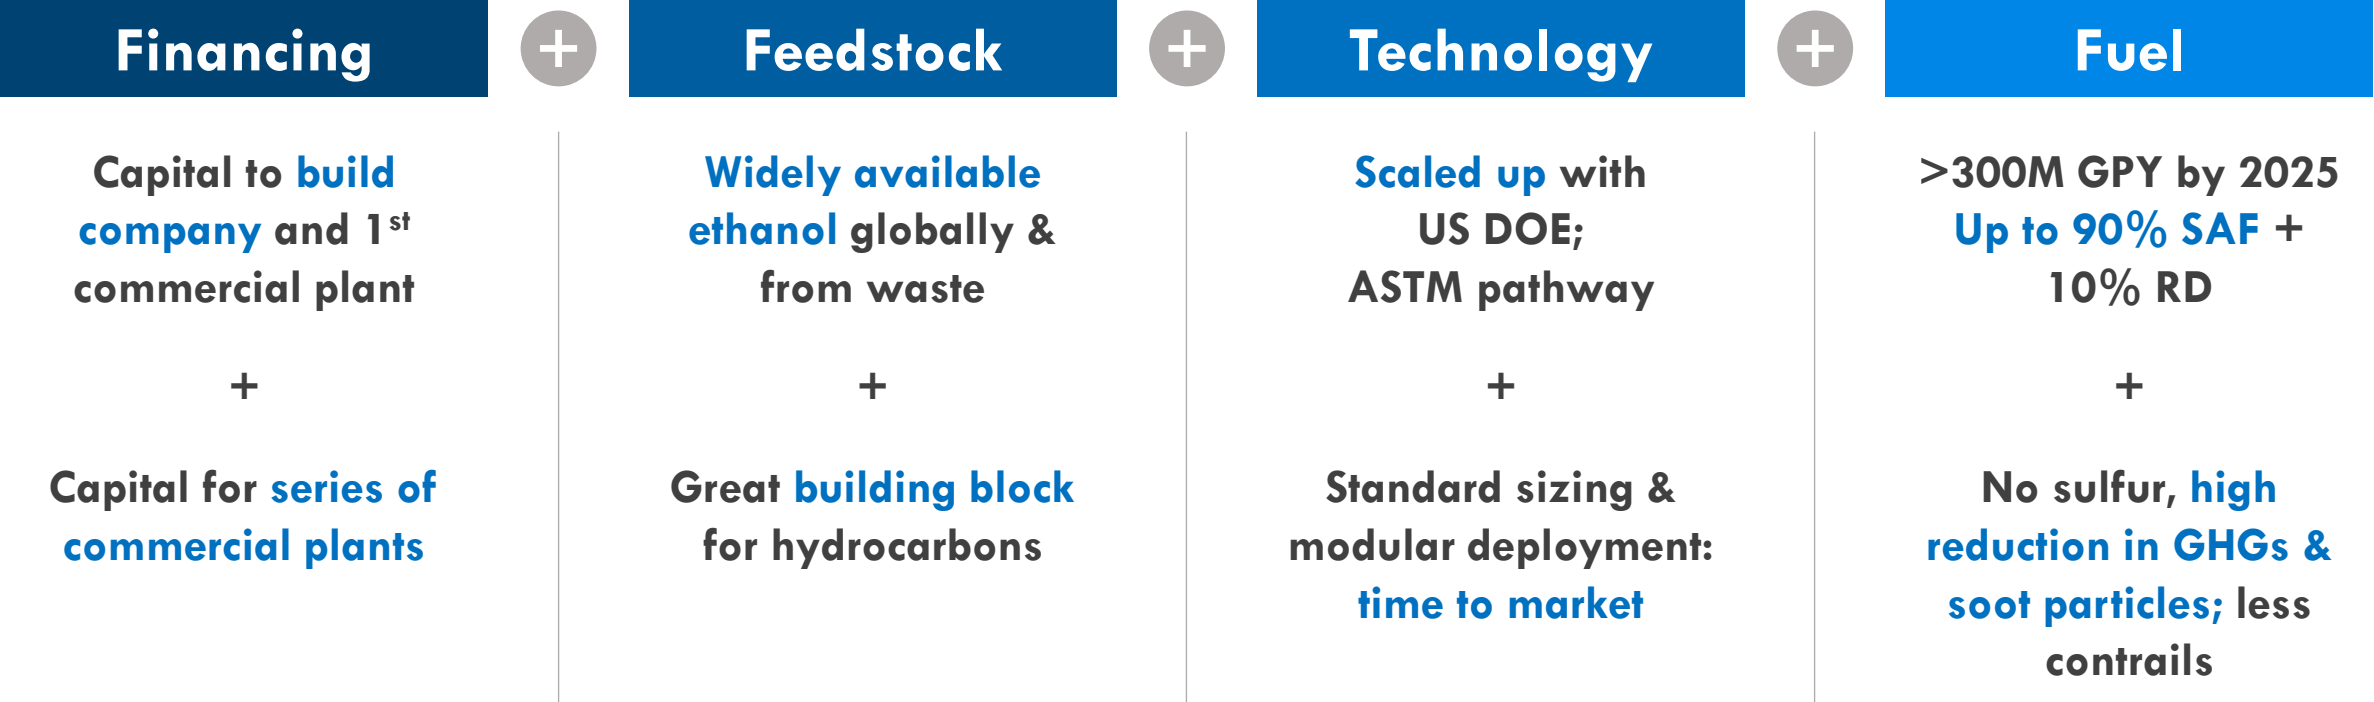 Financing
+
Feedstock
+
Technology
+
Fuel
Capital to build
company and 1st
commercial plant
+
Capital for series of
commercial plants
Widely available
ethanol globally &
from waste
+
Great building block
for hydrocarbons
Scaled up with
US DOE;
ASTM pathway
+
Standard sizing &
modular deployment:
time to market
>300M GPY by 2025
Up to 90% SAF +
10% RD
+
No sulfur, high
reduction in GHGs &
soot particles; less
contrails